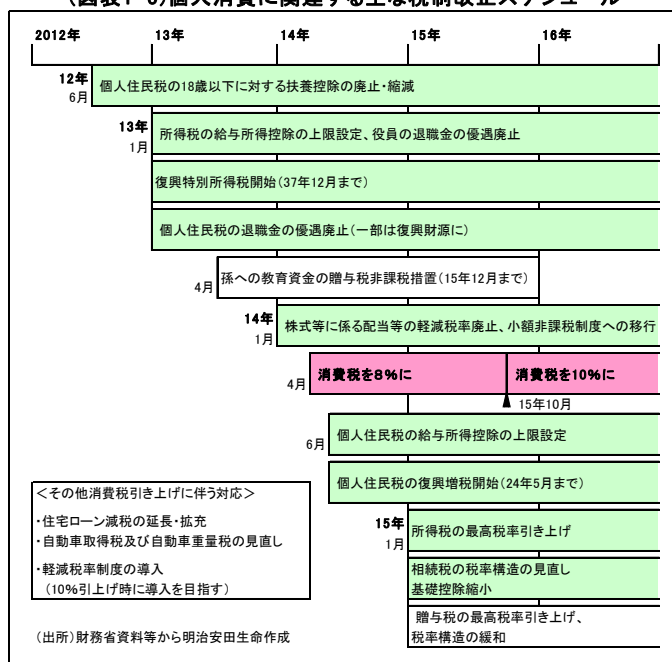 (図表1-6)個人消費に関連する主な税制改正スケジュール
2012年 13年 14年 15年 16年
12年
6月
個人住民税の18歳以下に対する扶養控除の廃止・縮減
13年
1月
所得税の給与所得控除の上限設定、役員の退職金の優遇廃止
復興特別所得税開始(37年12月まで)
個人住民税の退職金の優遇廃止(一部は復興財源に)
4月
孫への教育資金の贈与税非課税措置(15年12月まで)
14年
1月
株式等に係る配当等の軽減税率廃止、小額非課税制度への移行
4月
消費税を8%に
消費税を10%に
15年10月
6月
個人住民税の給与所得控除の上限設定
個人住民税の復興増税開始(24年5月まで)
15年
1月
所得税の最高税率引き上げ
相続税の税率構造の見直し
基礎控除縮小
贈与税の最高税率引き上げ、
税率構造の緩和
<その他消費税引き上げに伴う対応>
・住宅ローン減税の延長・拡充
・自動車取得税及び自動車重量税の見直し
・軽減税率制度の導入
(10%引上げ時に導入を目指す)
(出所)財務省資料等から明治安田生命作成